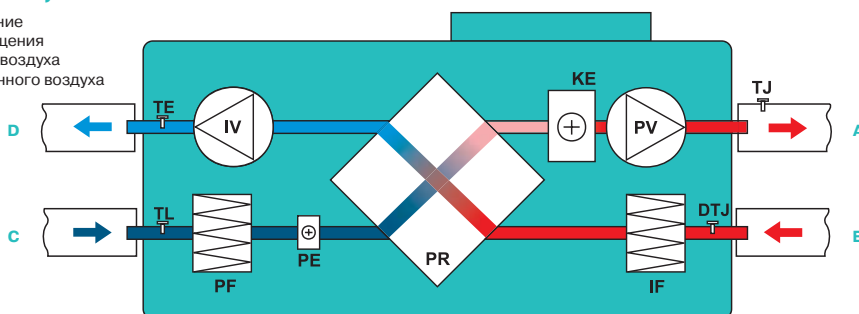 ние
щения
воздуха
нного воздуха
KE
TJ
TE
D
IV
PV
A
TL
DTJ
C
PE
PR
PF
IF